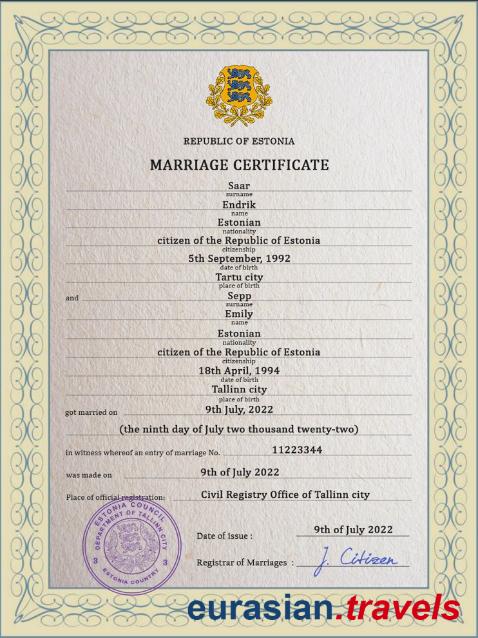 REPUBLIC OF ESTONIA
MARRIAGE CERTIFICATE
Saar
surname
Endrik
name
Estonian
nationality
citizen of the Republic of Estonia
citizenship
5th September, 1992
date of birth
Tartu city
place of birth
and Sepp
surname
Emily
name
Estonian
nationality
citizen of the Republic of Estonia
citizenship
18th April, 1994
date of birth
Tallinn city
place of birth
got married on 9th July, 2022
(the ninth day of July two thousand twenty-two)
in witness whereof an entry of marriage No. 11223344
was made on 9th of July 2022
Place of official registration: Civil Registry Office of Tallinn city
ESTONIA COUNCIL
DEPARTMENT OF TALLINN CITY
3 3
ESTONIA COUNTRY
Date of Issue : 9th of July 2022
Registrar of Marriages : J. Citizen
eurasian.travels